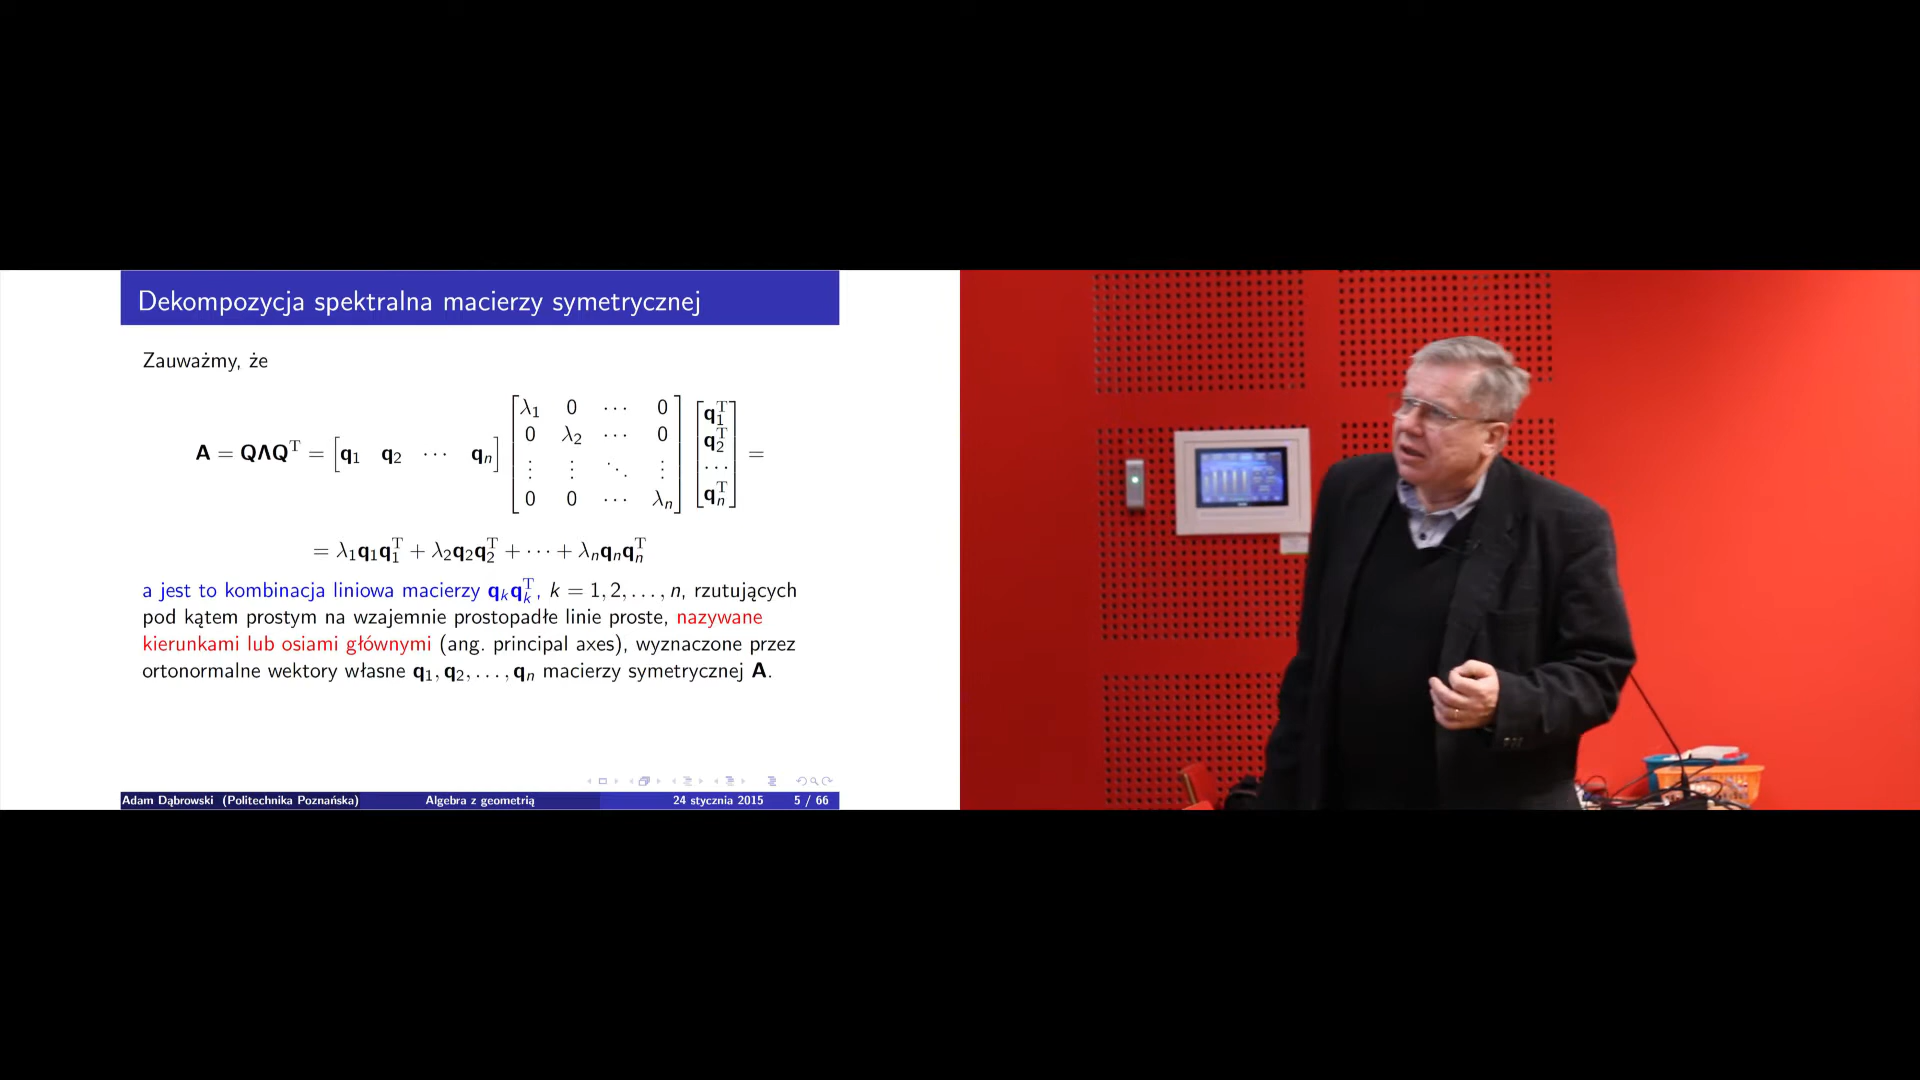 Dekompozycja spektralna macierzy symetrycznej
Zauważmy, że
A = QΛQᵀ = [q₁ q₂ ⋯ qₙ] [λ₁ 0 ⋯ 0; 0 λ₂ ⋯ 0; ⋮ ⋮ ⋱ ⋮; 0 0 ⋯ λₙ] [q₁ᵀ; q₂ᵀ; ⋯; qₙᵀ] =
= λ₁q₁q₁ᵀ + λ₂q₂q₂ᵀ + ⋯ + λₙqₙqₙᵀ
a jest to kombinacja liniowa macierzy qₖqₖᵀ, k = 1, 2, . . . , n, rzutujących
pod kątem prostym na wzajemnie prostopadłe linie proste, nazywane
kierunkami lub osiami głównymi (ang. principal axes), wyznaczone przez
ortonormalne wektory własne q₁, q₂, . . . , qₙ macierzy symetrycznej A.
Adam Dąbrowski (Politechnika Poznańska) Algebra z geometrią 24 stycznia 2015 5 / 66